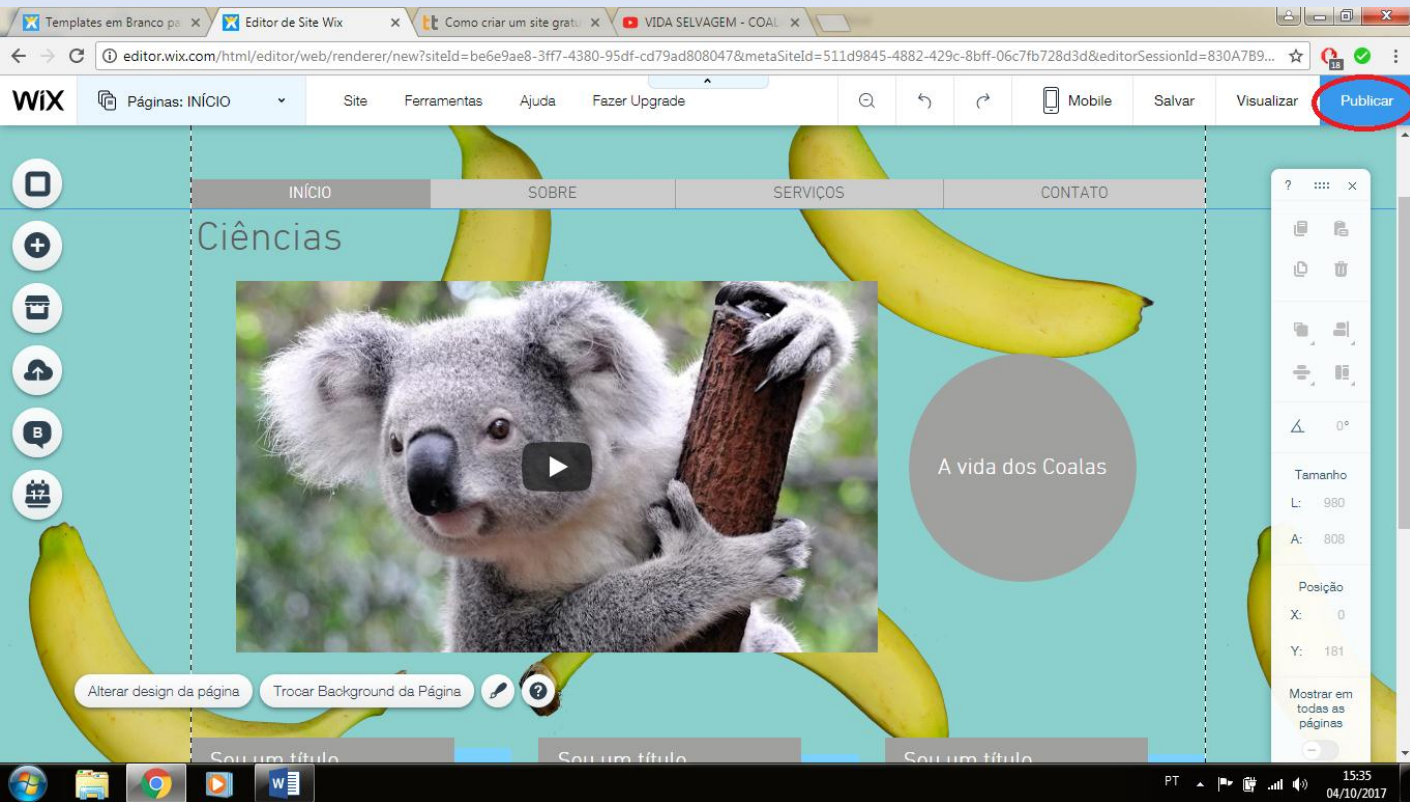 Templates em Branco pa
Editor de Site Wix
Como criar um site gratu
VIDA SELVAGEM - COAL
editor.wix.com/html/editor/web/renderer/new?siteId=be6e9ae8-3ff7-4380-95df-cd79ad808047&metaSiteId=511d9845-4882-429c-8bff-06c7fb728d3d&editorSessionId=830A7B9...
18
WiX
Páginas: INÍCIO
Site
Ferramentas
Ajuda
Fazer Upgrade
Mobile
Salvar
Visualizar
Publicar
INÍCIO
SOBRE
SERVIÇOS
CONTATO
Ciências
A vida dos Coalas
B
17
?
0°
Tamanho
L: 980
A: 808
Posição
X: 0
Y: 181
Mostrar em
todas as
páginas
Alterar design da página
Trocar Background da Página
?
Sou um título
Sou um título
Sou um título
W
PT
15:35
04/10/2017